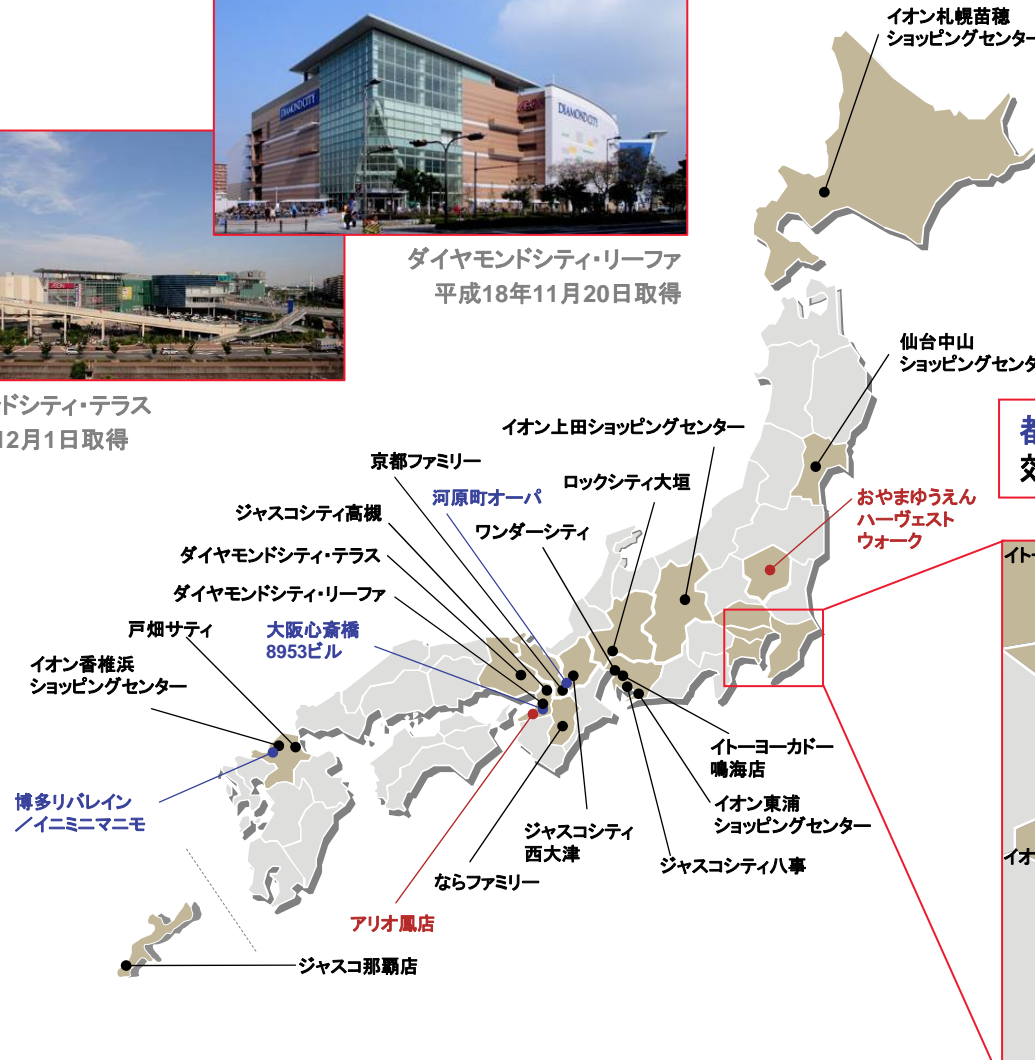 イオン札幌苗穂
ショッピングセンター
DIAMOND CITY
DIAMOND CITY
AEON
ダイヤモンドシティ・リーファ
平成18年11月20日取得
ドシティ・テラス
12月1日取得
仙台中山
ショッピングセンタ
イオン上田ショッピングセンター
京都ファミリー
ロックシティ大垣
河原町オーパ
ジャスコシティ高槻
ワンダーシティ
おやまゆうえん
ハーヴェスト
ウォーク
ダイヤモンドシティ・テラス
ダイヤモンドシティ・リーファ
戸畑サティ
大阪心斎橋
8953ビル
イオン香椎浜
ショッピングセンター
博多リバレイン
／イニミニマニモ
イトーヨーカドー
鳴海店
イオン東浦
ショッピングセンター
ジャスコシティ
西大津
ジャスコシティ八事
ならファミリー
アリオ鳳店
ジャスコ那覇店
イト
イオ